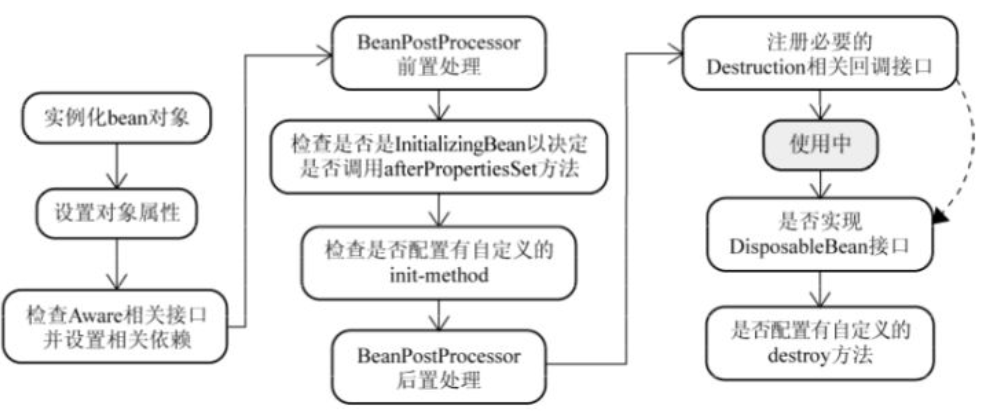 实例化bean对象
设置对象属性
检查Aware相关接口
并设置相关依赖
BeanPostProcessor
前置处理
检查是否是InitializingBean以决定
是否调用afterPropertiesSet方法
检查是否配置有自定义的
init-method
BeanPostProcessor
后置处理
注册必要的
Destruction相关回调接口
使用中
是否实现
DisposableBean接口
是否配置有自定义的
destroy方法